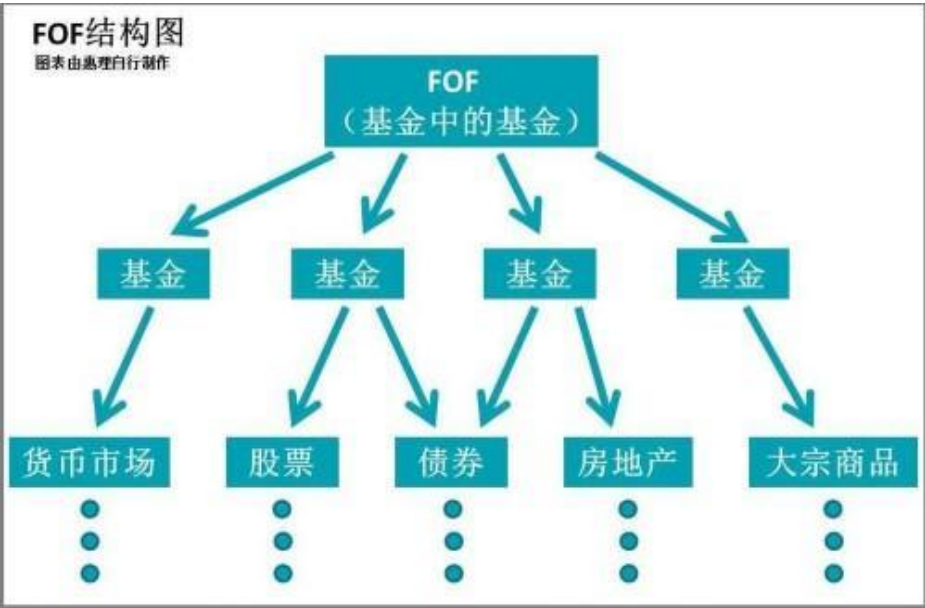 FOF结构图
图表由惠理自行制作
FOF
（基金中的基金）
基金
基金
基金
基金
货币市场
股票
债券
房地产
大宗商品